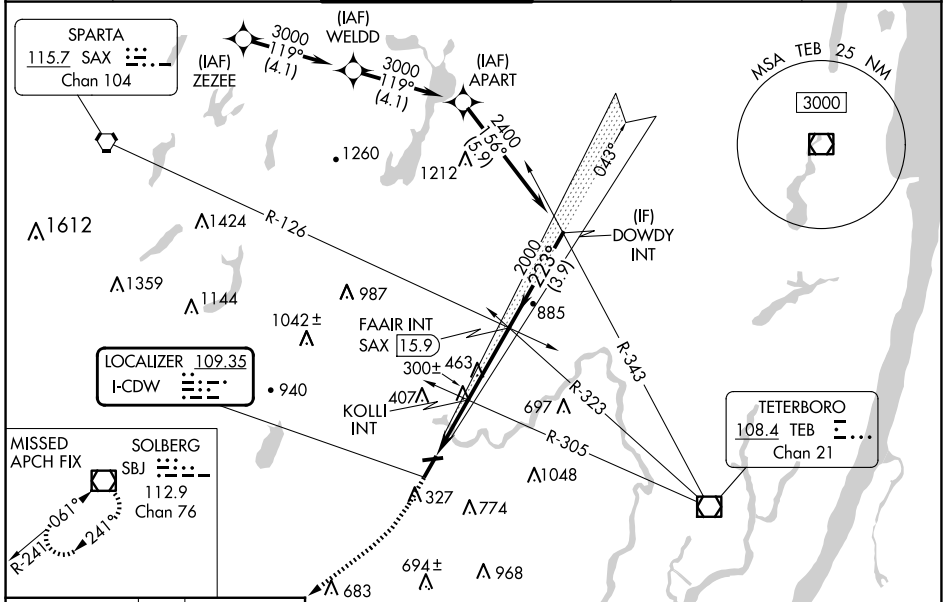 SPARTA
115.7 SAX
Chan 104
(IAF)
ZEZEE
3000
119°
(4.1)
(IAF)
WELDD
3000
119°
(4.1)
(IAF)
APART
2400
156°
(5.9)
MSA TEB 25 NM
3000
1260
1212
043°
(IF)
DOWDY
INT
1612
1424
R-126
2000
223°
(3.9)
1359
1144
987
885
1042±
FAAIR INT
SAX 15.9
R-343
LOCALIZER 109.35
I-CDW
940
300±
463
407
KOLLI
INT
697
R-323
R-305
TETERBORO
108.4 TEB
Chan 21
MISSED
APCH FIX
SOLBERG
SBJ
112.9
Chan 76
061°
241°
R-241
327
1048
774
694±
968
683